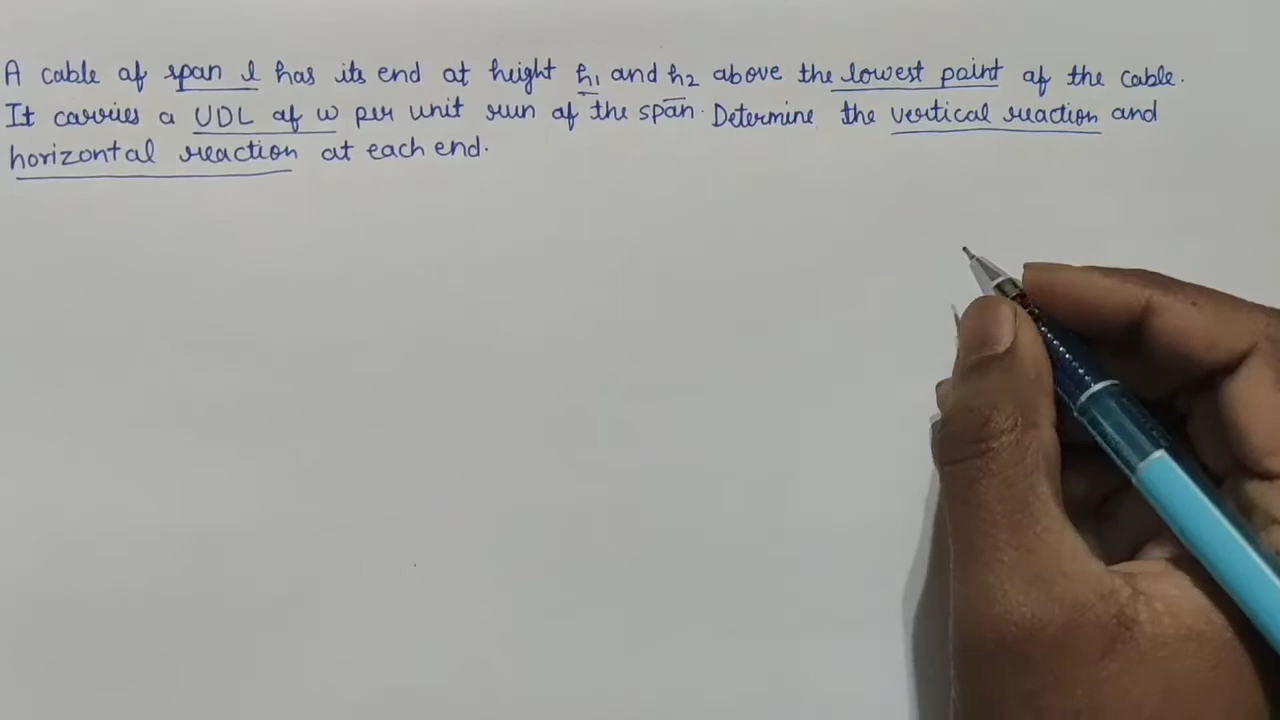 A cable of span l has its end at height h1 and h2 above the lowest point of the cable.
It carries a UDL of w per unit run of the span. Determine the vertical reaction and
horizontal reaction at each end.